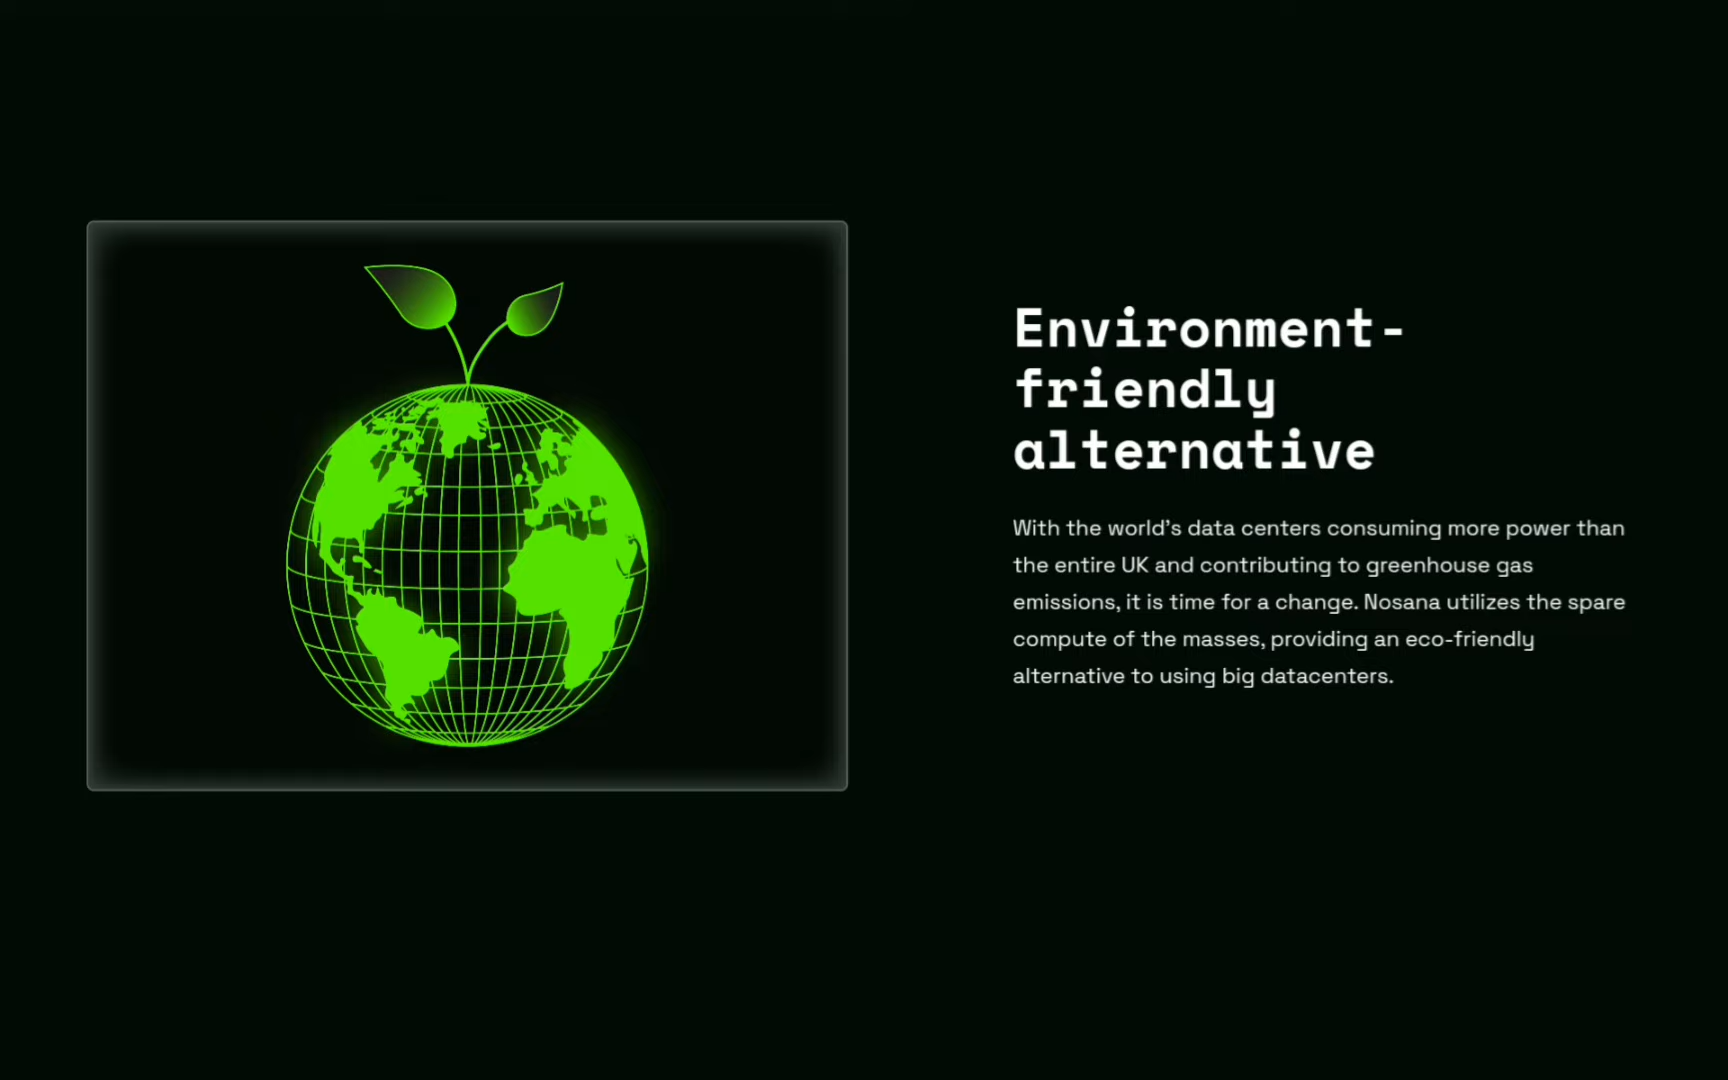 Environment-
friendly
alternative
With the world's data centers consuming more power than
the entire UK and contributing to greenhouse gas
emissions, it is time for a change. Nosana utilizes the spare
compute of the masses, providing an eco-friendly
alternative to using big datacenters.